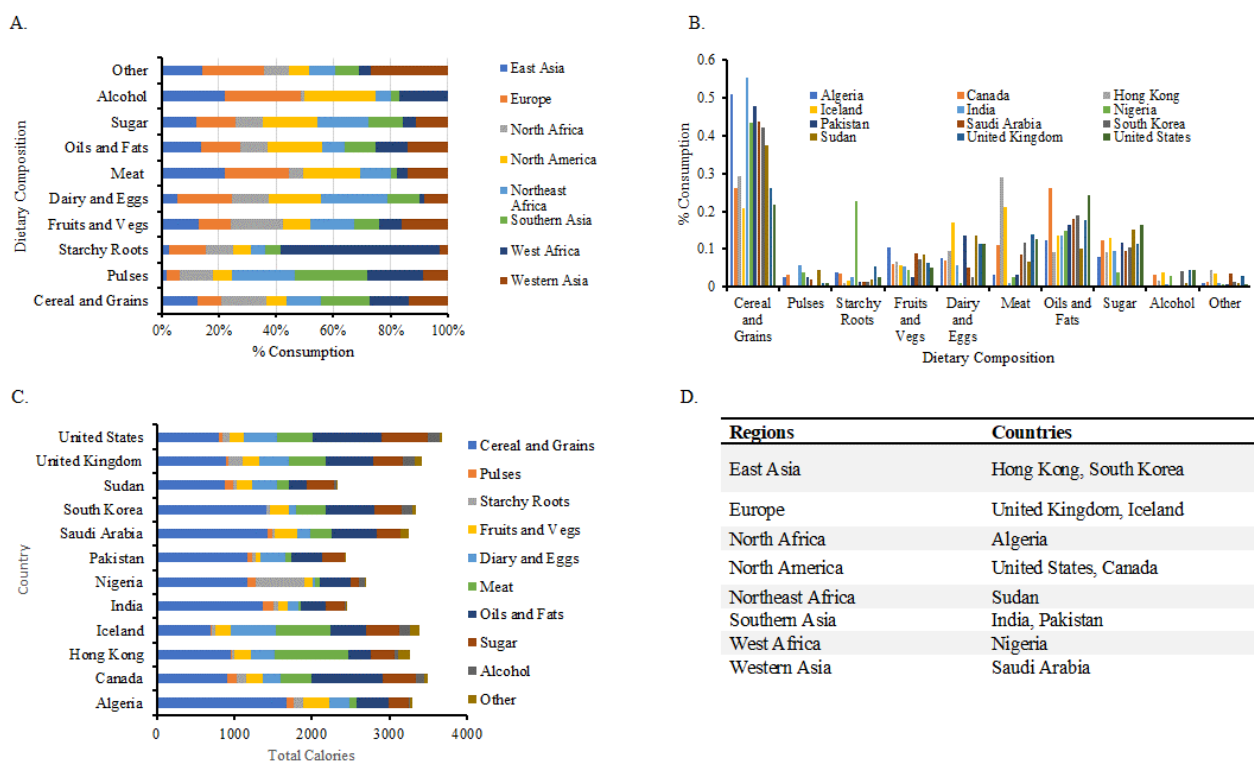 A.
Dietary Composition
Other
Alcohol
Sugar
Oils and Fats
Meat
Dairy and Eggs
Fruits and Vegs
Starchy Roots
Pulses
Cereal and Grains
0% 20% 40% 60% 80% 100%
% Consumption
East Asia
Europe
North Africa
North America
Northeast
Africa
Southern Asia
West Africa
Western Asia
B.
% Consumption
0.6
0.5
0.4
0.3
0.2
0.1
0
Algeria Canada Hong Kong
Iceland India Nigeria
Pakistan Saudi Arabia South Korea
Sudan United Kingdom United States
Cereal and Grains Pulses Starchy Roots Fruits and Vegs Dairy and Eggs Meat Oils and Fats Sugar Alcohol Other
Dietary Composition
C.
Country
United States
United Kingdom
Sudan
South Korea
Saudi Arabia
Pakistan
Nigeria
India
Iceland
Hong Kong
Canada
Algeria
0 1000 2000 3000 4000
Total Calories
Cereal and Grains
Pulses
Starchy Roots
Fruits and Vegs
Diary and Eggs
Meat
Oils and Fats
Sugar
Alcohol
Other
D.
Regions Countries
East Asia Hong Kong, South Korea
Europe United Kingdom, Iceland
North Africa Algeria
North America United States, Canada
Northeast Africa Sudan
Southern Asia India, Pakistan
West Africa Nigeria
Western Asia Saudi Arabia